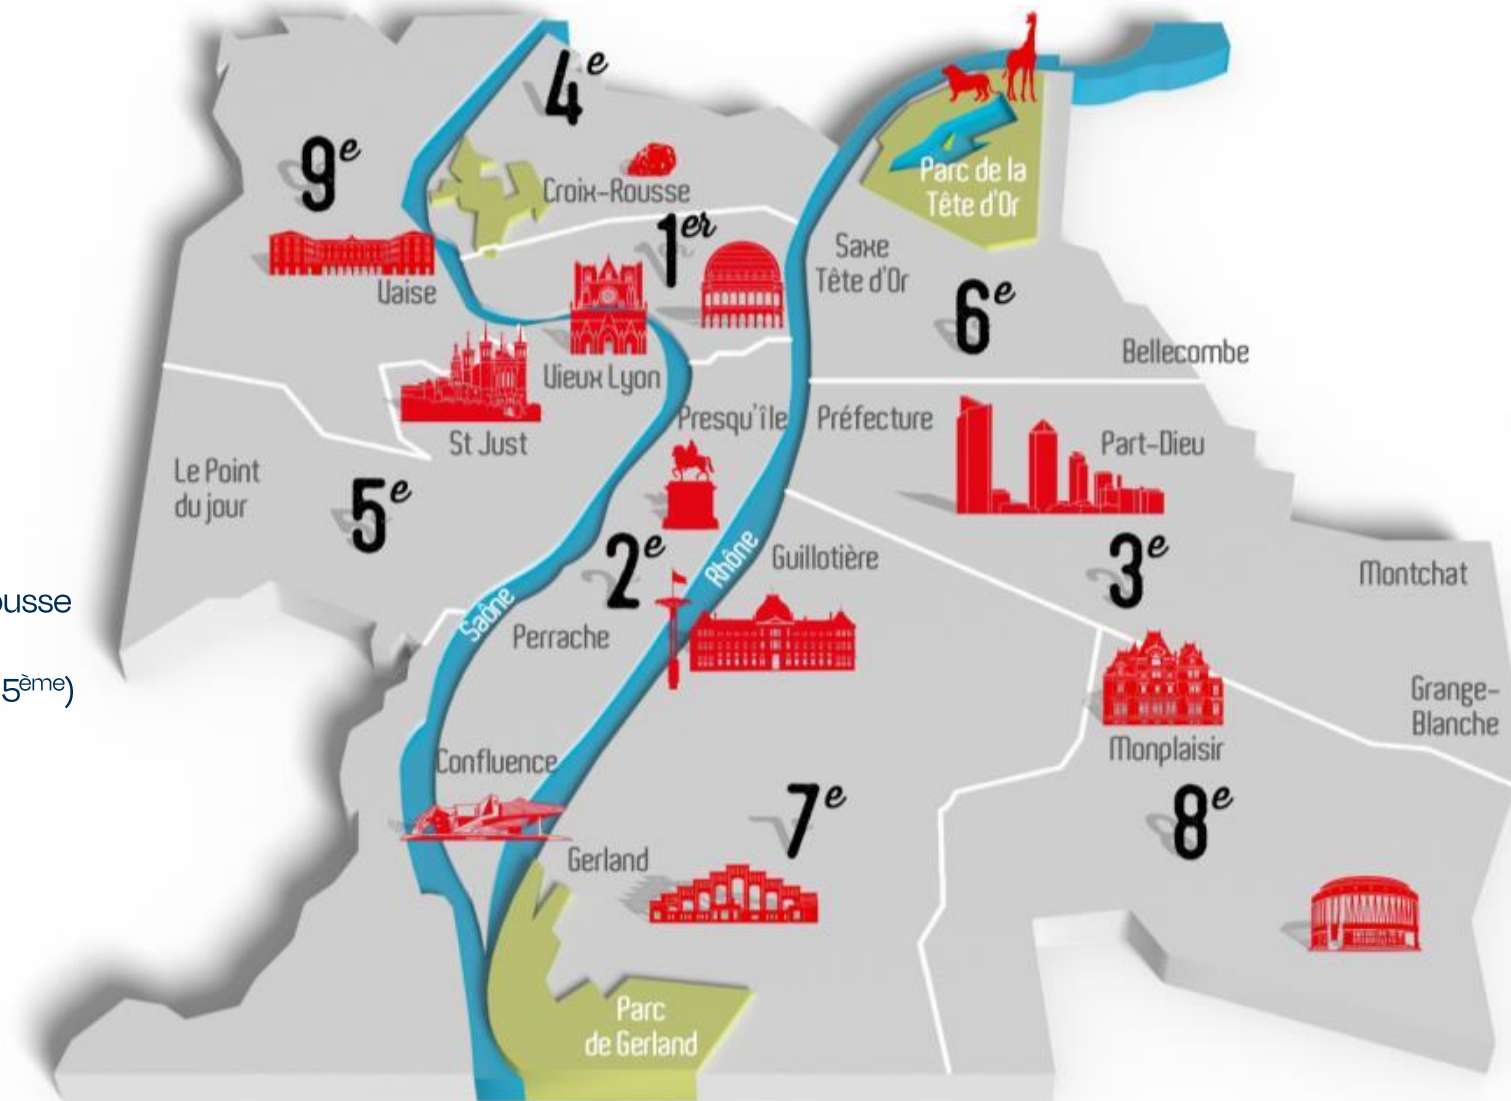 4e
9e
Croix-Rousse
1er
Parc de la
Tête d'Or
Saxe
Tête d'Or
6e
Vaise
Bellecombe
Vieux Lyon
Presqu'île
Préfecture
Part-Dieu
St Just
Le Point
du jour
5e
2e
Rhône
Guillotière
3e
Montchat
ousse
Saône
Perrache
5ème)
Grange-
Blanche
Monplaisir
Confluence
7e
8e
Gerland
Parc
de Gerland